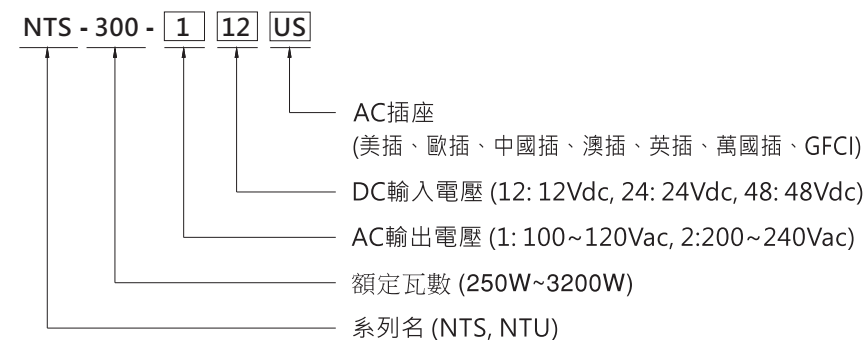 NTS - 300 - 1 12 US
AC插座
(美插、歐插、中國插、澳插、英插、萬國插、GFCI)
DC輸入電壓 (12: 12Vdc, 24: 24Vdc, 48: 48Vdc)
AC輸出電壓 (1: 100~120Vac, 2:200~240Vac)
額定瓦數 (250W~3200W)
系列名 (NTS, NTU)